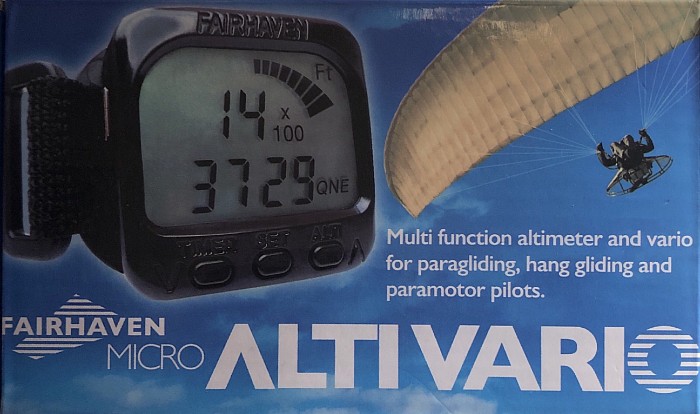 FAIRHAVEN
Ft
14 x 100
3729 QNE
TIMER SET ALTI
V Λ
Multi function altimeter and vario
for paragliding, hang gliding and
paramotor pilots.
FAIRHAVEN
MICRO ALTI VARIO